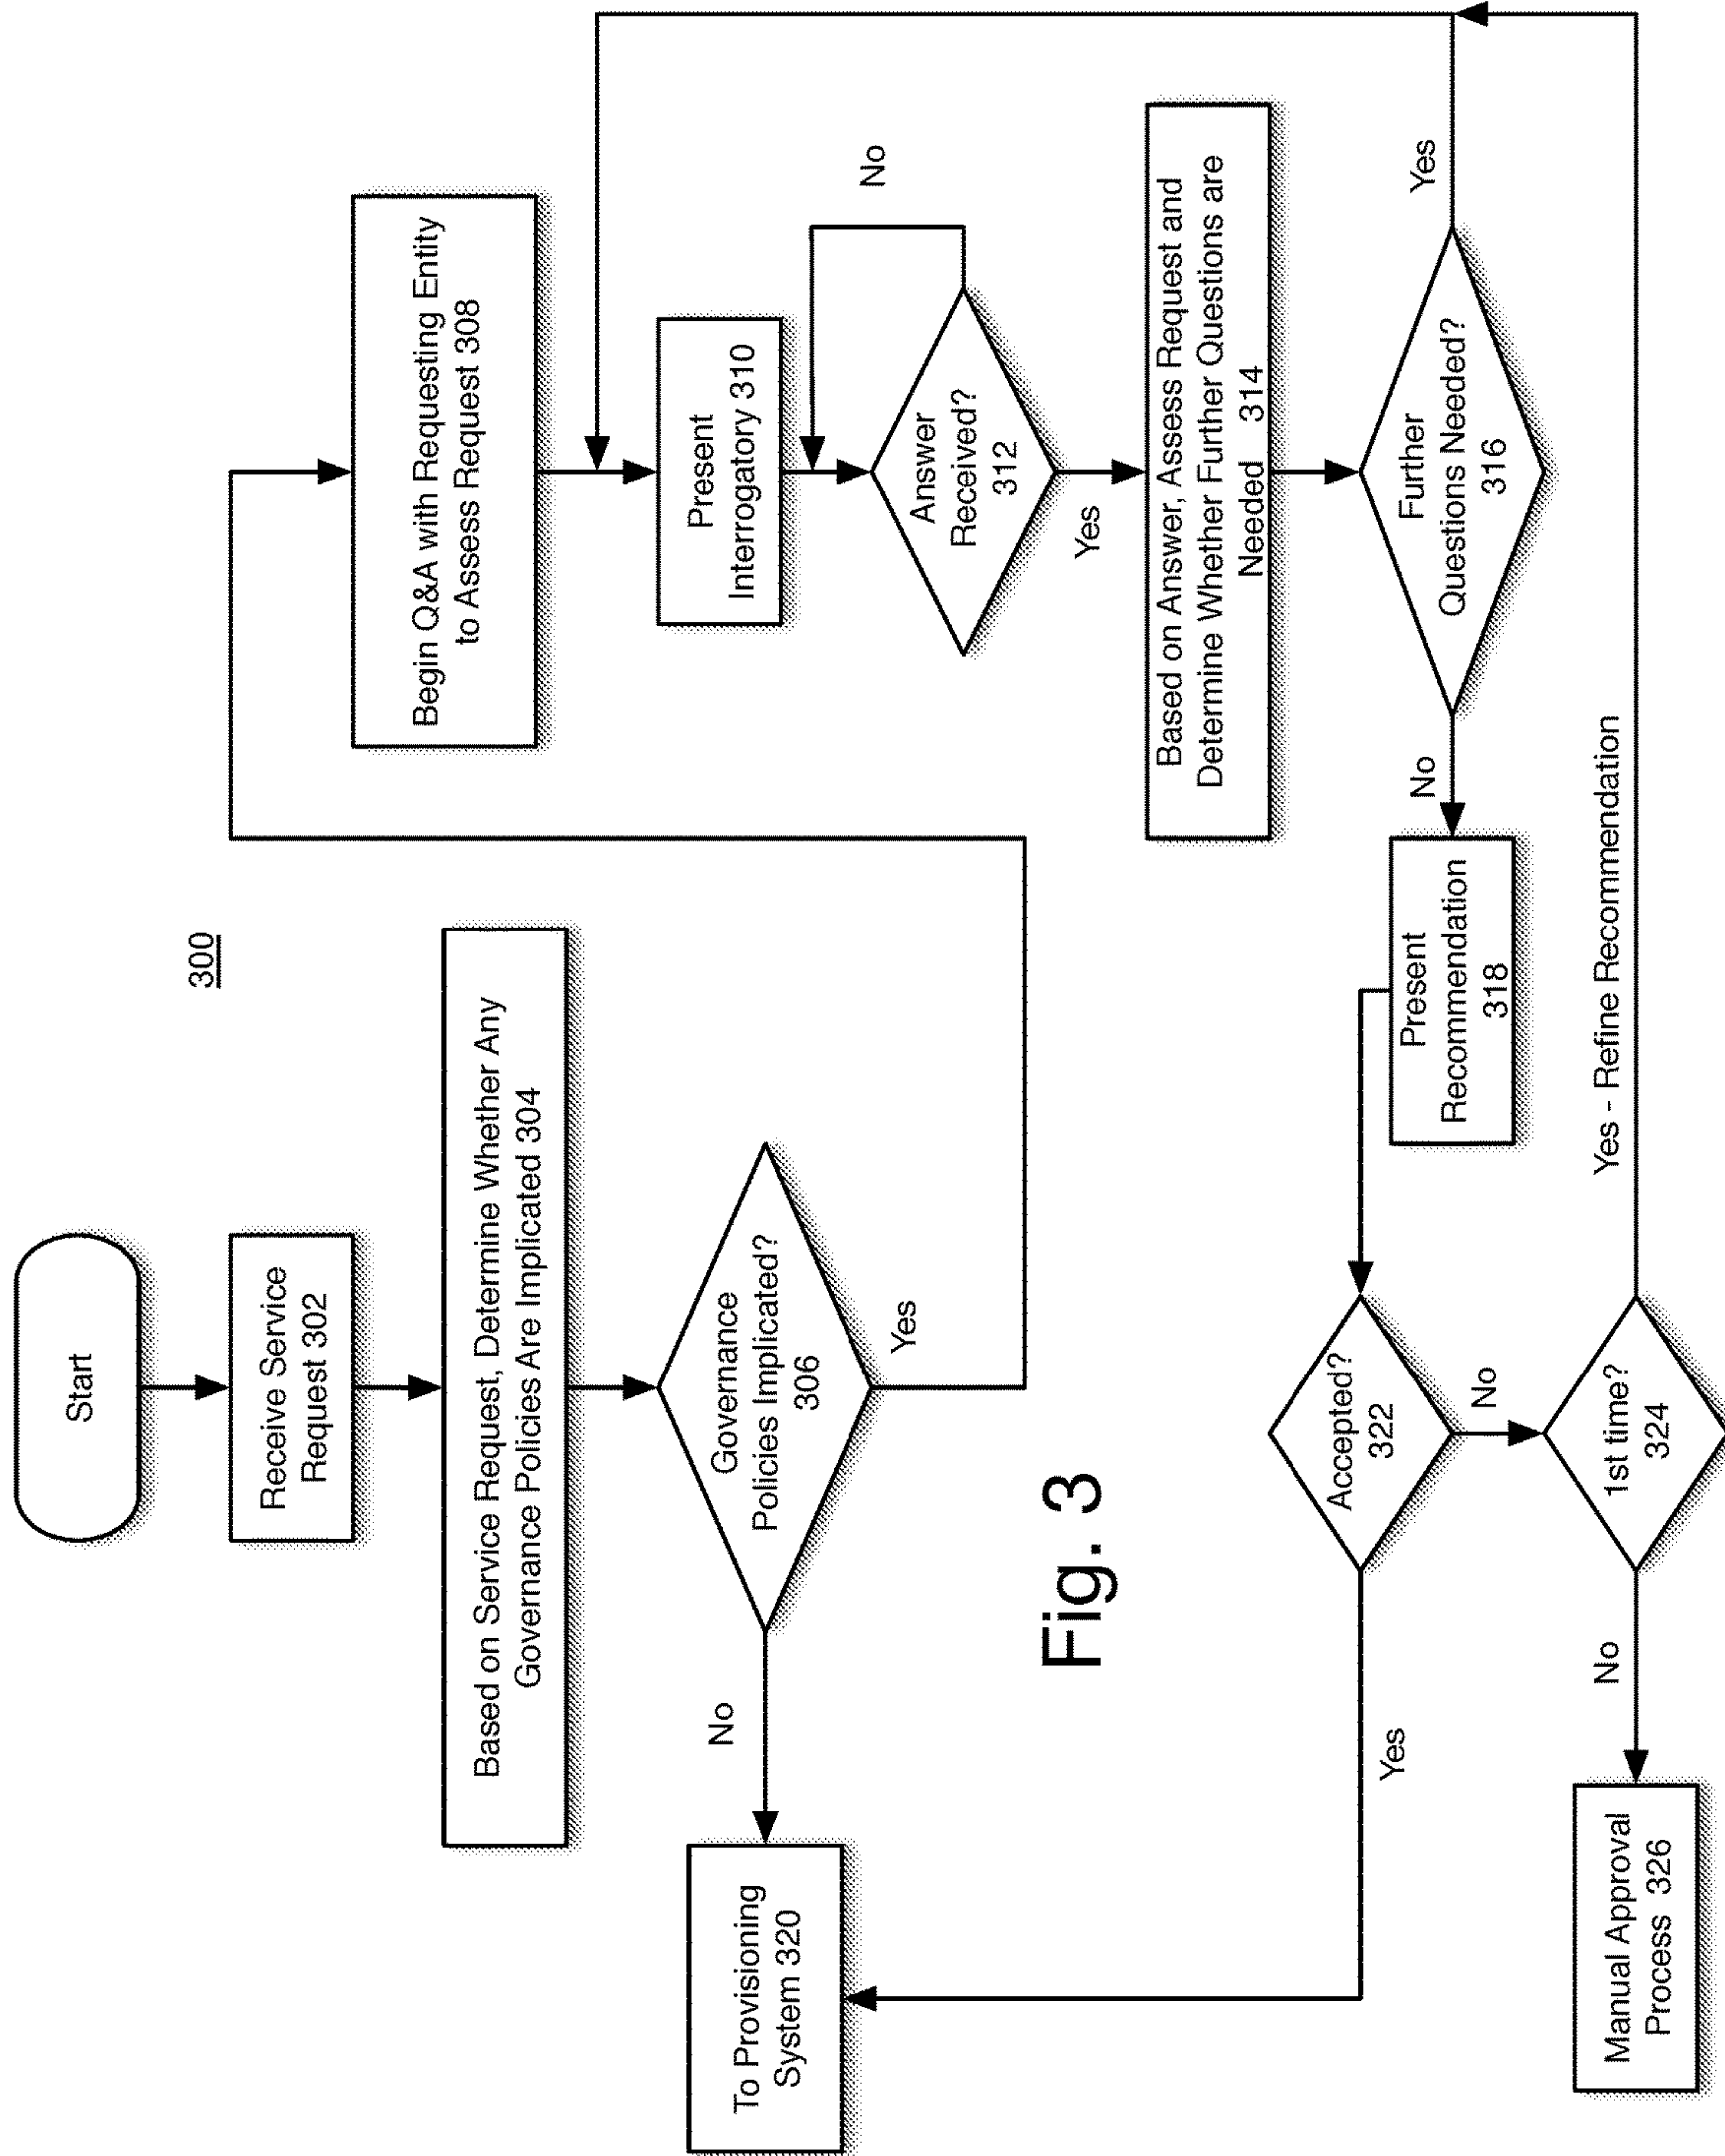 300
Start
Receive Service
Request 302
Based on Service Request, Determine Whether Any
Governance Policies Are Implicated 304
Governance
Policies Implicated?
306
No
Yes
To Provisioning
System 320
Begin Q&A with Requesting Entity
to Assess Request 308
Present
Interrogatory 310
Answer
Received?
312
No
Yes
Based on Answer, Assess Request and
Determine Whether Further Questions are
Needed 314
Further
Questions Needed?
316
Yes
No
Present
Recommendation
318
Accepted?
322
Yes
No
1st time?
324
Yes - Refine Recommendation
No
Manual Approval
Process 326
Fig. 3